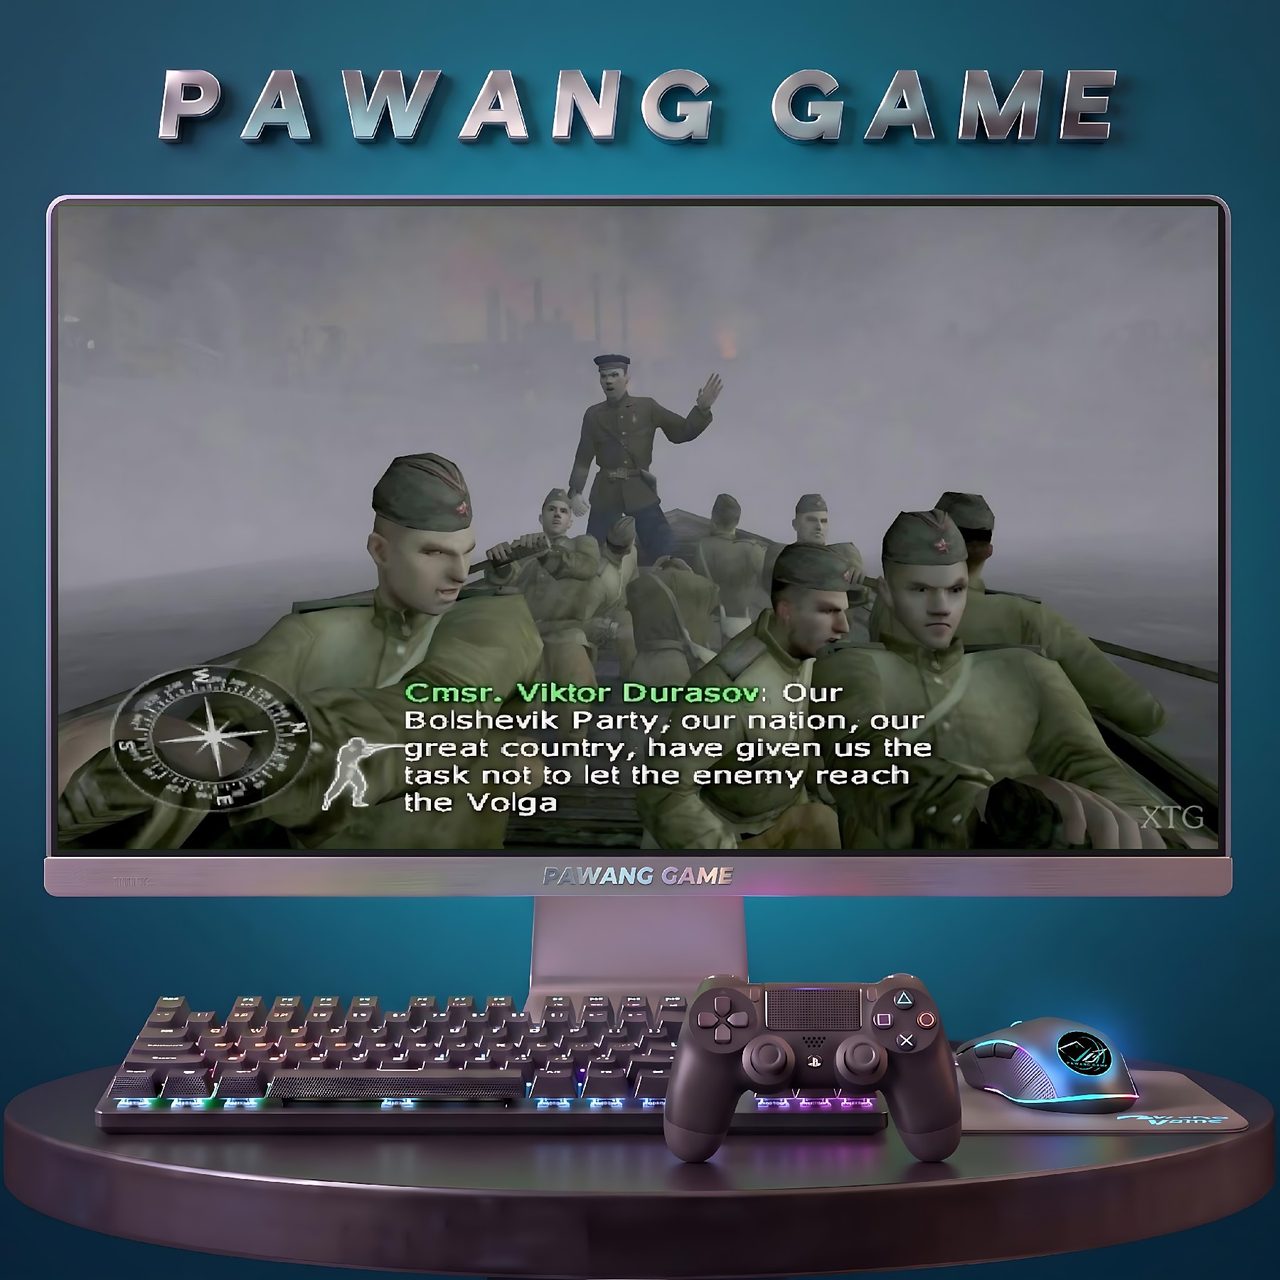 PAWANG GAME
W
N
S
E
Cmsr. Viktor Durasov: Our
Bolshevik Party, our nation, our
great country, have given us the
task not to let the enemy reach
the Volga
XTG
PAWANG GAME